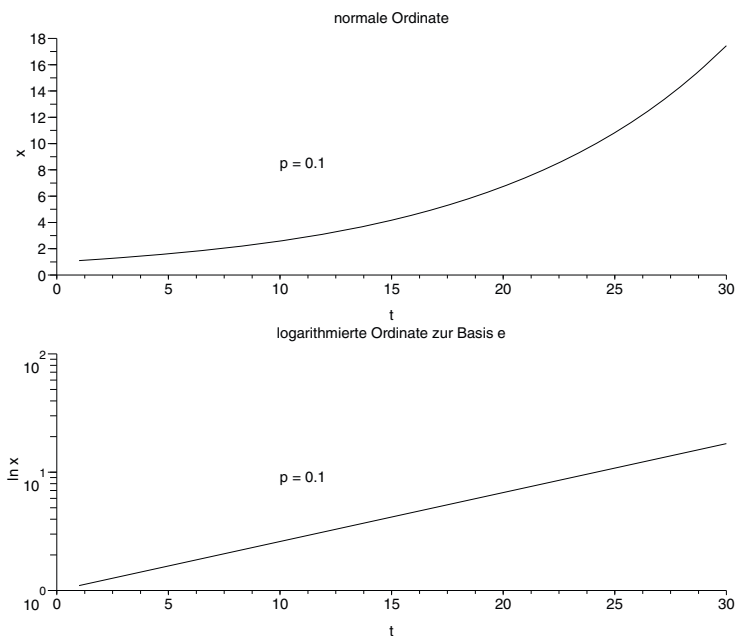 normale Ordinate
18
16
14
12
10
8
6
4
2
0
x
p = 0.1
0 5 10 15 20 25 30
t
logarithmierte Ordinate zur Basis e
10 2
10 1
10 0
ln x
p = 0.1
0 5 10 15 20 25 30
t